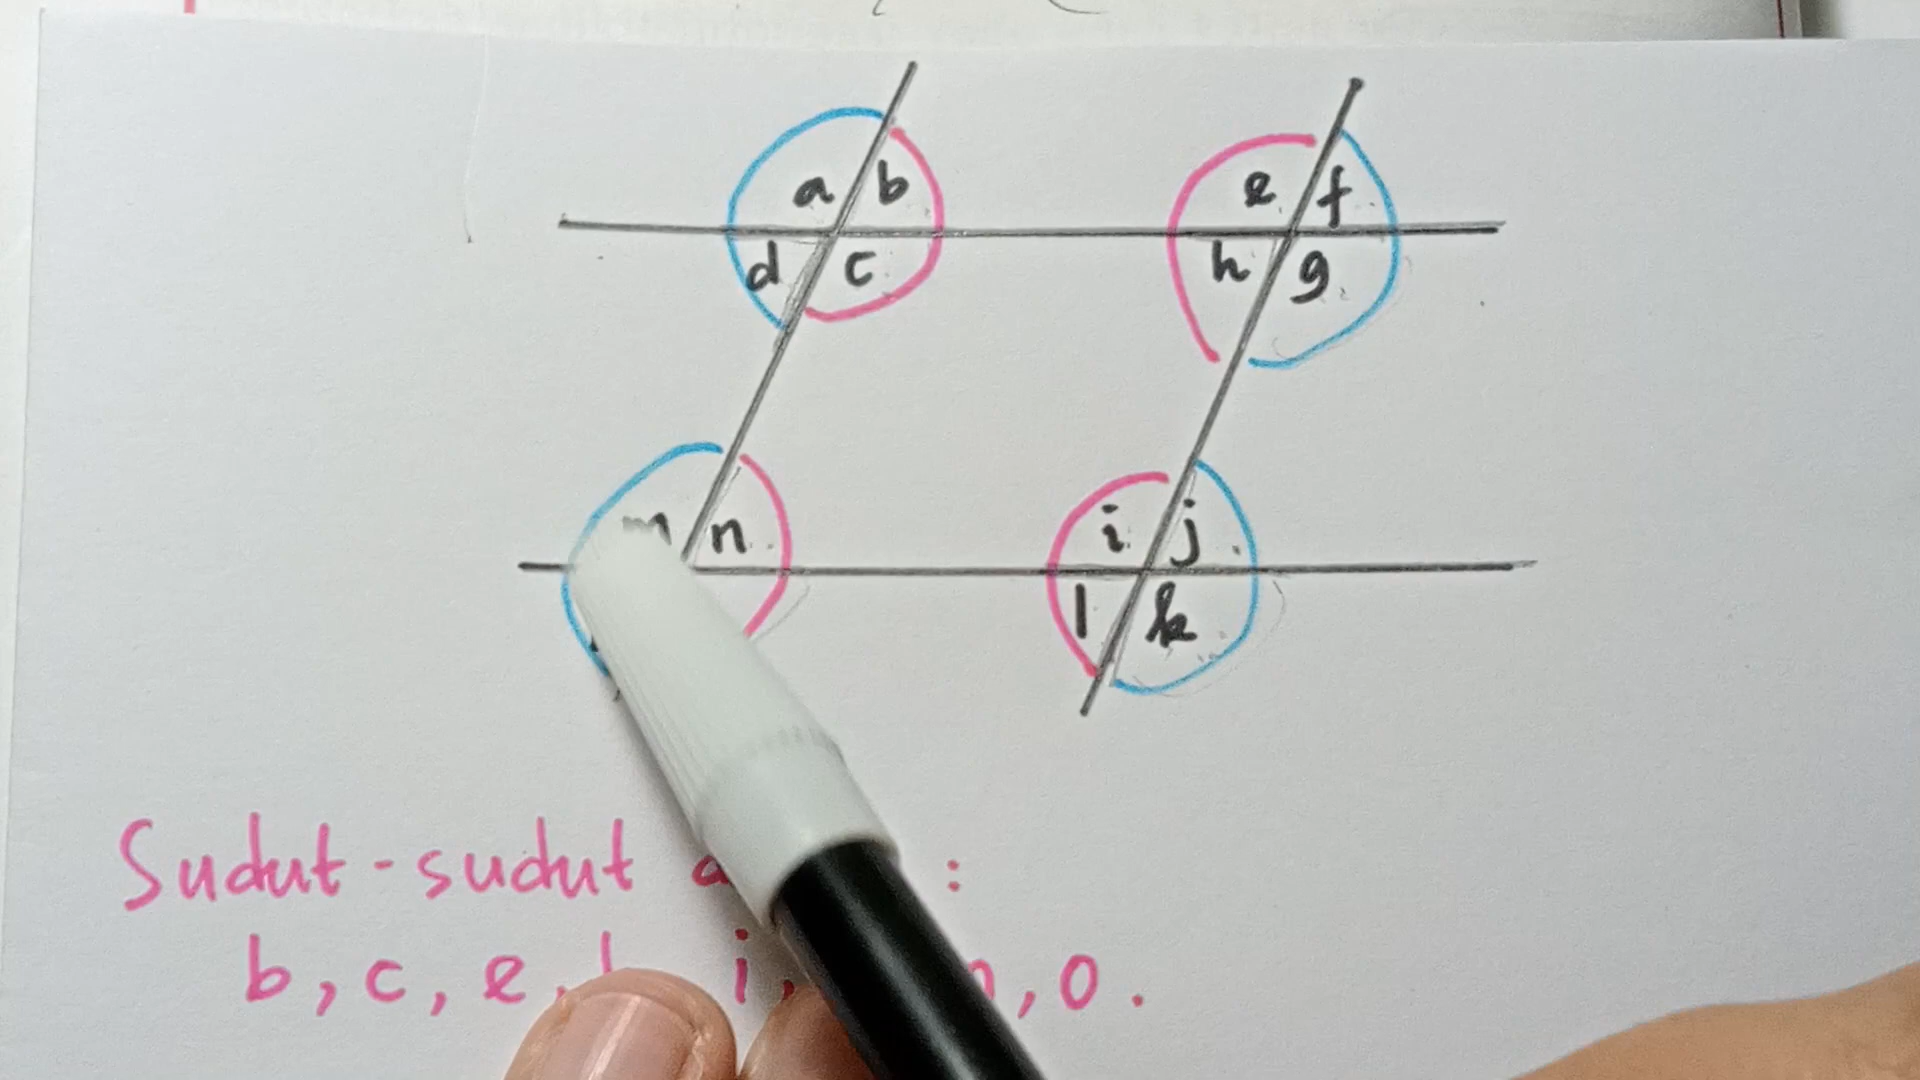 a b e f
d c h g
m n i j
l k
Sudut-sudut :
b, c, e, i, n, o.